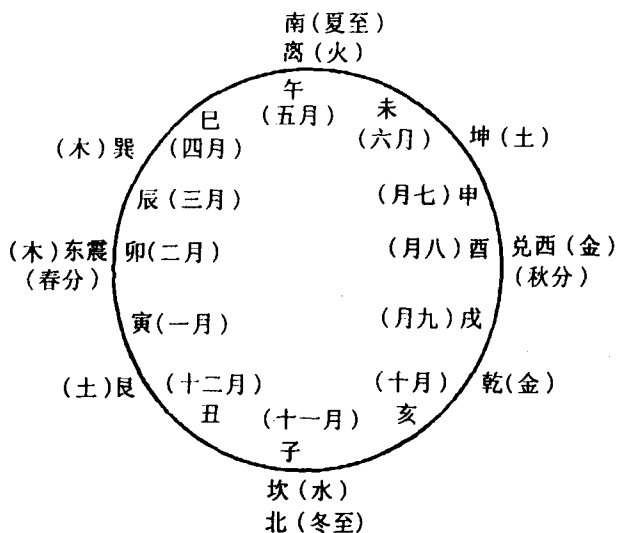 南（夏至）
离（火）
午
（五月）
未
（六月）
巳
（四月）
（木）巽
坤（土）
辰（三月）
（月七）申
（木）东震
（春分）
卯（二月）
（月八）酉
兑西（金）
（秋分）
寅（一月）
（月九）戌
（土）艮
（十二月）
丑
（十月）
亥
乾（金）
（十一月）
子
坎（水）
北（冬至）